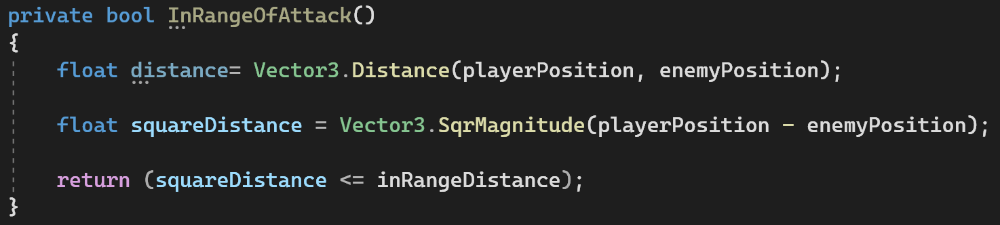 private bool InRangeOfAttack()
{
float distance= Vector3.Distance(playerPosition, enemyPosition);
float squareDistance = Vector3.SqrMagnitude(playerPosition - enemyPosition);
return (squareDistance <= inRangeDistance);
}